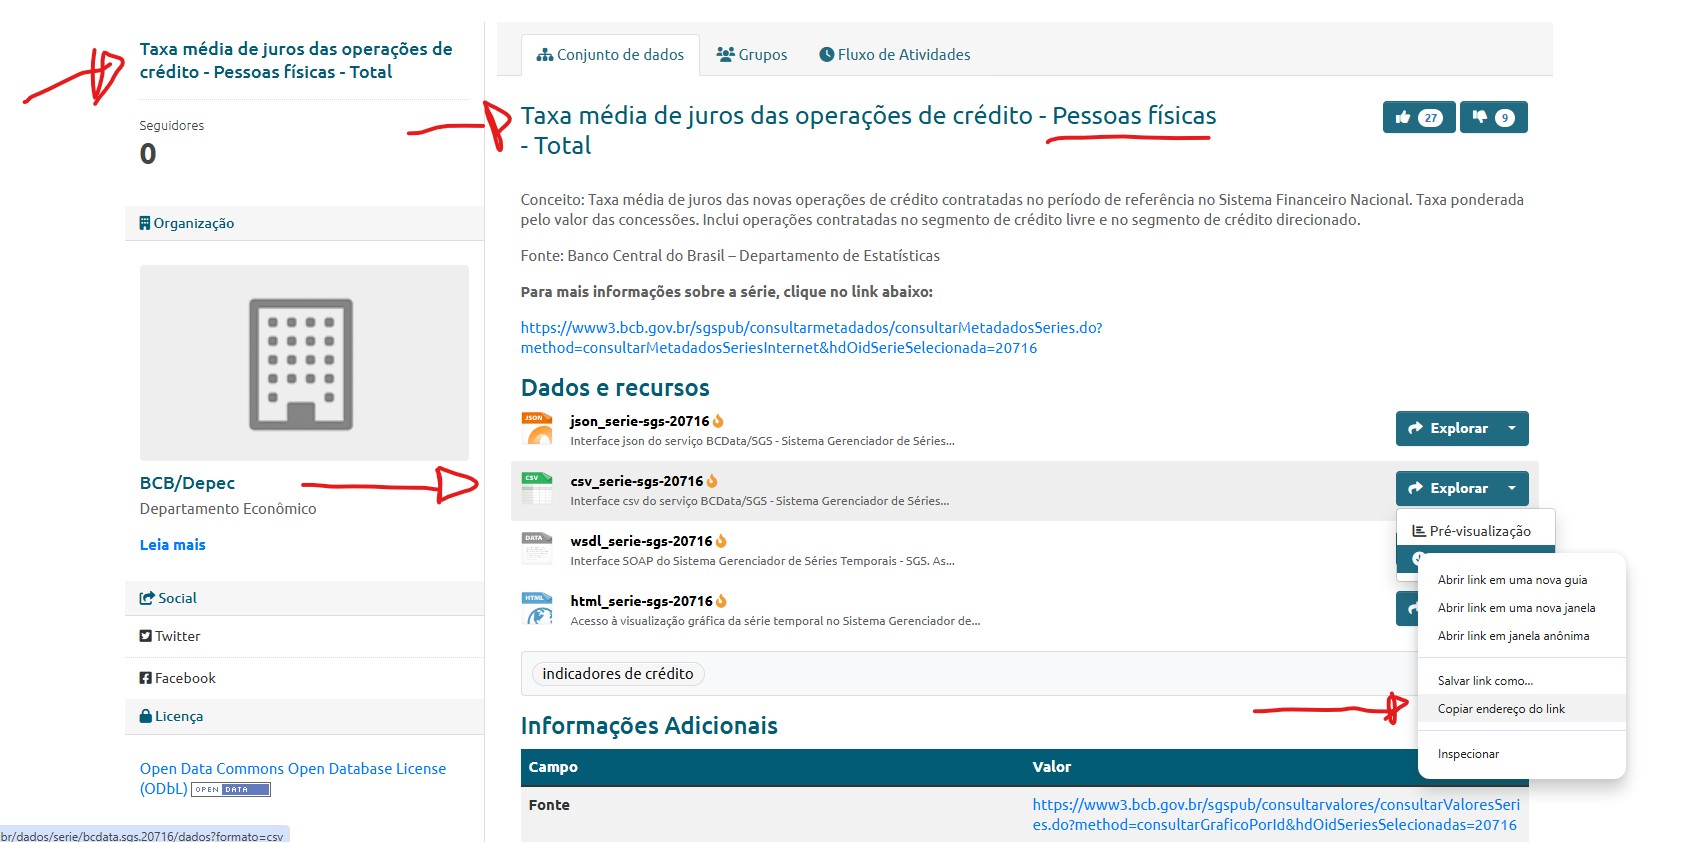 Taxa média de juros das operações de
crédito - Pessoas físicas - Total
Seguidores
0
Organização
BCB/Depec
Departamento Econômico
Leia mais
Social
Twitter
Facebook
Licença
Open Data Commons Open Database License
(ODbL) OPEN DATA
br/dados/serie/bcdata.sgs.20716/dados?formato=csv
Conjunto de dados
Grupos
Fluxo de Atividades
Taxa média de juros das operações de crédito - Pessoas físicas
- Total
27
9
Conceito: Taxa média de juros das novas operações de crédito contratadas no período de referência no Sistema Financeiro Nacional. Taxa ponderada
pelo valor das concessões. Inclui operações contratadas no segmento de crédito livre e no segmento de crédito direcionado.
Fonte: Banco Central do Brasil – Departamento de Estatísticas
Para mais informações sobre a série, clique no link abaixo:
https://www3.bcb.gov.br/sgspub/consultarmetadados/consultarMetadadosSeries.do?
method=consultarMetadadosSeriesInternet&hdOidSerieSelecionada=20716
Dados e recursos
JSON
json_serie-sgs-20716
Interface json do serviço BCData/SGS - Sistema Gerenciador de Séries...
Explorar
CSV
csv_serie-sgs-20716
Interface csv do serviço BCData/SGS - Sistema Gerenciador de Séries...
Explorar
Pré-visualização
DATA
wsdl_serie-sgs-20716
Interface SOAP do Sistema Gerenciador de Séries Temporais - SGS. As...
HTML
html_serie-sgs-20716
Acesso à visualização gráfica da série temporal no Sistema Gerenciador de...
Abrir link em uma nova guia
Abrir link em uma nova janela
Abrir link em janela anônima
Salvar link como...
Copiar endereço do link
Inspecionar
indicadores de crédito
Informações Adicionais
Campo
Valor
Fonte
https://www3.bcb.gov.br/sgspub/consultarvalores/consultarValoresSeri
es.do?method=consultarGraficoPorId&hdOidSeriesSelecionadas=20716